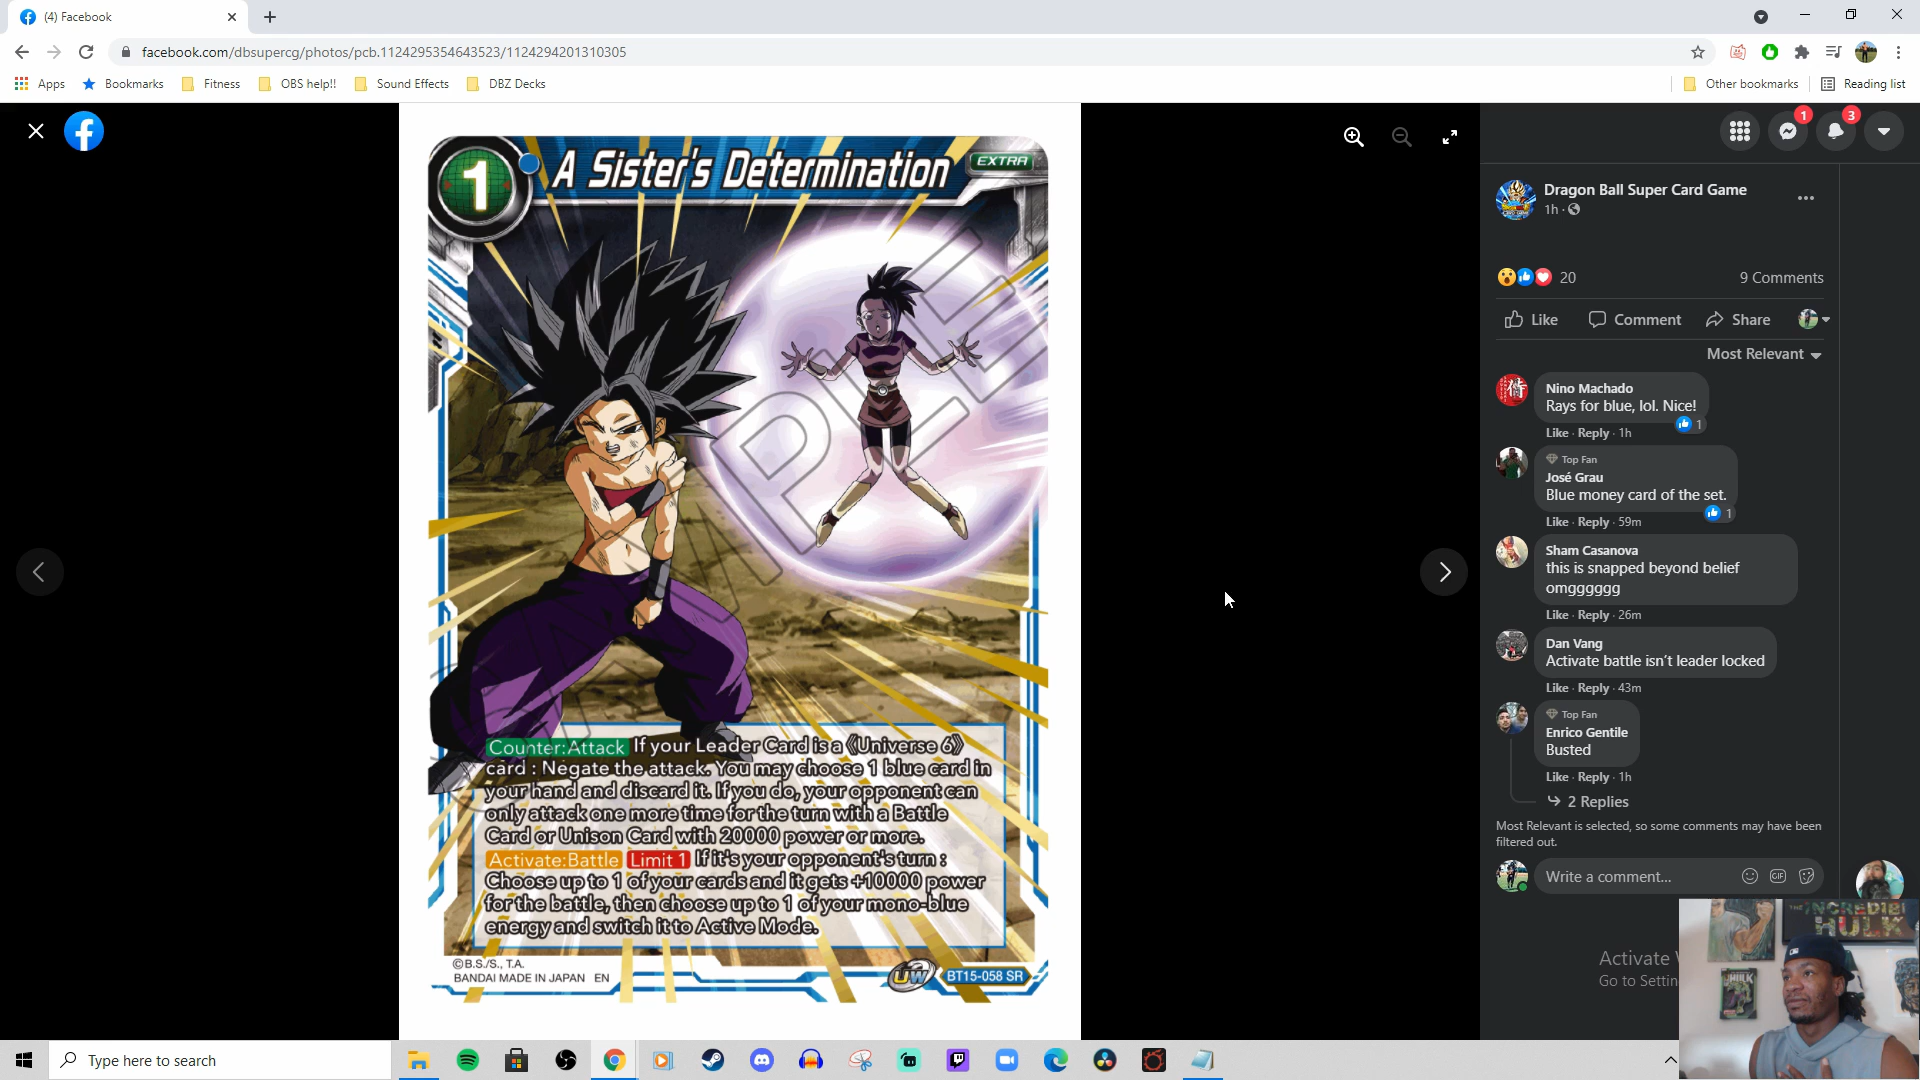 (4) Facebook
facebook.com/dbsupercg/photos/pcb.1124295354643523/1124294201310305
Apps
Bookmarks
Fitness
OBS help!!
Sound Effects
DBZ Decks
Other bookmarks
Reading list
1
A Sister's Determination
EXTRA
SAMPLE
Counter:Attack If your Leader Card is a 《Universe 6》
card : Negate the attack. You may choose 1 blue card in
your hand and discard it. If you do, your opponent can
only attack one more time for the turn with a Battle
Card or Unison Card with 20000 power or more.
Activate:Battle Limit 1 If it's your opponent's turn :
Choose up to 1 of your cards and it gets +10000 power
for the battle, then choose up to 1 of your mono-blue
energy and switch it to Active Mode.
©B.S./S., T.A.
BANDAI MADE IN JAPAN EN
UW
BT15-058 SR
1
3
Dragon Ball Super Card Game
1h ·
20
9 Comments
Like
Comment
Share
Most Relevant
Nino Machado
Rays for blue, lol. Nice!
1
Like · Reply · 1h
Top Fan
José Grau
Blue money card of the set.
1
Like · Reply · 59m
Sham Casanova
this is snapped beyond belief
omgggggg
Like · Reply · 26m
Dan Vang
Activate battle isn't leader locked
Like · Reply · 43m
Top Fan
Enrico Gentile
Busted
Like · Reply · 1h
2 Replies
Most Relevant is selected, so some comments may have been
filtered out.
Write a comment...
GIF
Activate
Go to Settin
THE INCREDIBL
HULK
HULK
Type here to search